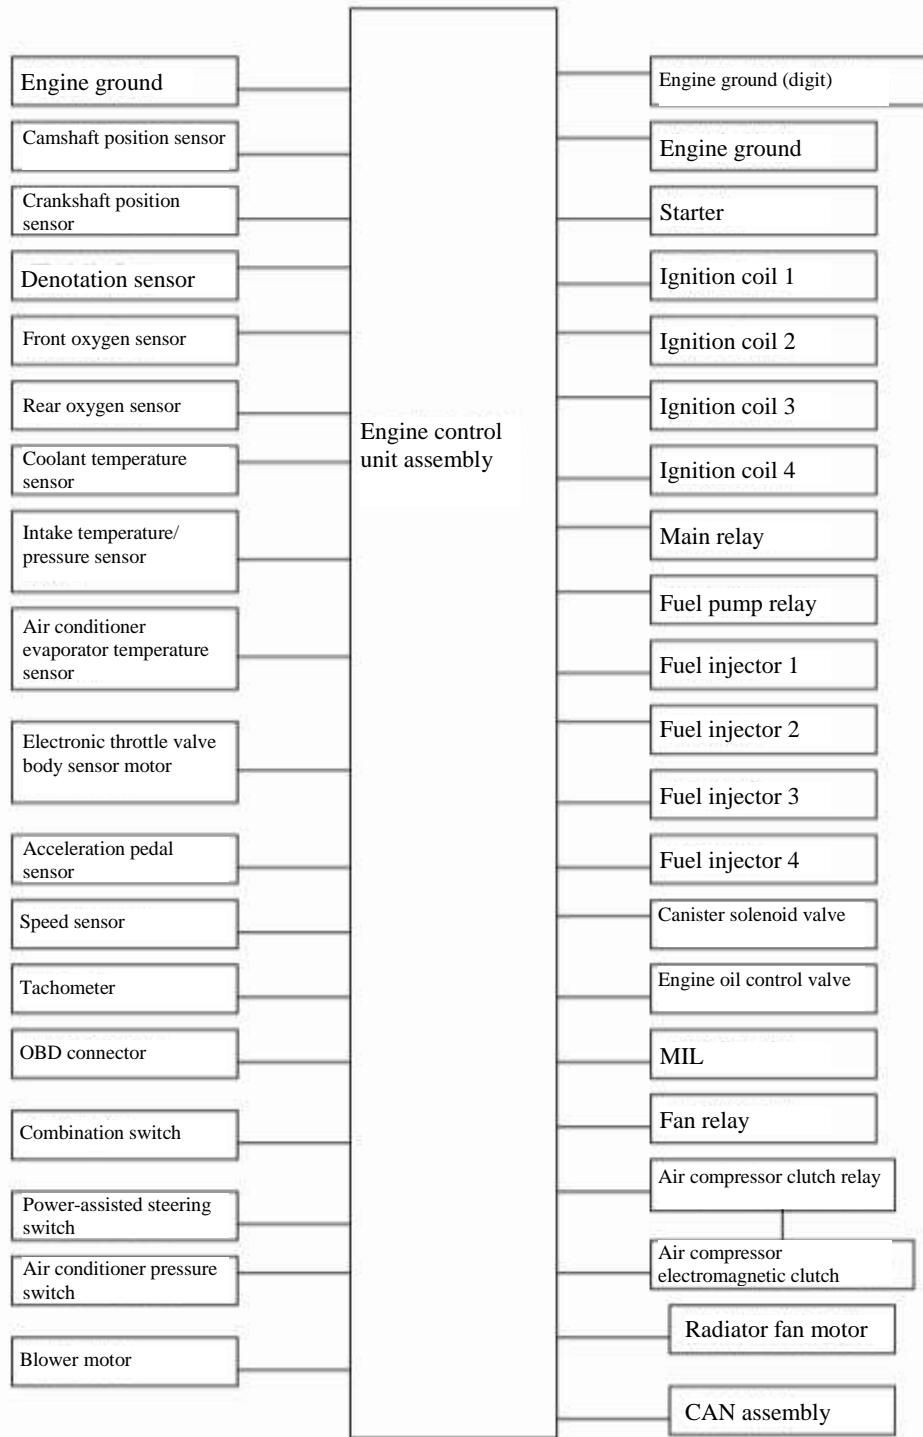 Engine ground
Camshaft position sensor
Crankshaft position
sensor
Denotation sensor
Front oxygen sensor
Rear oxygen sensor
Coolant temperature
sensor
Intake temperature/
pressure sensor
Air conditioner
evaporator temperature
sensor
Electronic throttle valve
body sensor motor
Acceleration pedal
sensor
Speed sensor
Tachometer
OBD connector
Combination switch
Power-assisted steering
switch
Air conditioner pressure
switch
Blower motor
Engine control
unit assembly
Engine ground (digit)
Engine ground
Starter
Ignition coil 1
Ignition coil 2
Ignition coil 3
Ignition coil 4
Main relay
Fuel pump relay
Fuel injector 1
Fuel injector 2
Fuel injector 3
Fuel injector 4
Canister solenoid valve
Engine oil control valve
MIL
Fan relay
Air compressor clutch relay
Air compressor
electromagnetic clutch
Radiator fan motor
CAN assembly